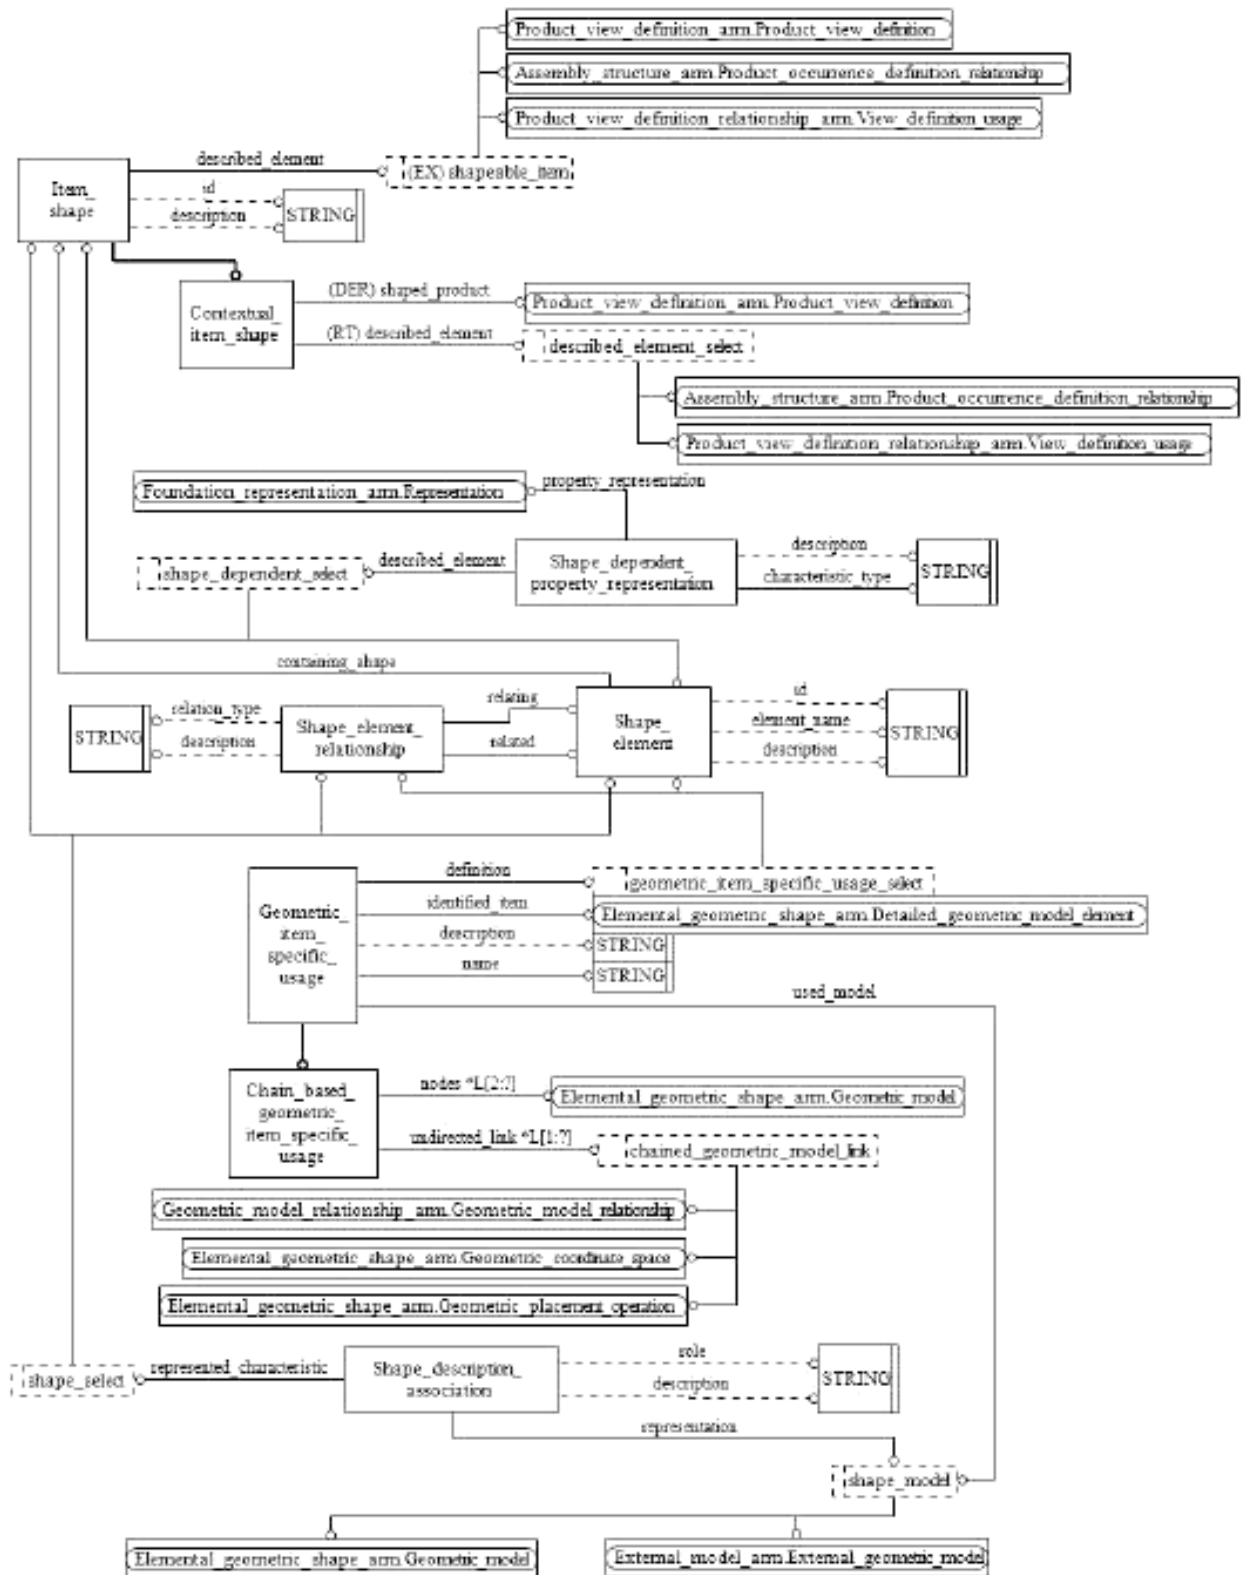 Product_view_definition_arm.Product_view_definition
Assembly_structure_arm.Product_occurrence_definition_relationship
Product_view_definition_relationship_arm.View_definition_usage
described_element
(EX) shapeable_item
Item_
shape
id
description
STRING
Contextual_
item_shape
(DER) shaped_product
Product_view_definition_arm.Product_view_definition
(RT) described_element
described_element_select
Assembly_structure_arm.Product_occurrence_definition_relationship
Product_view_definition_relationship_arm.View_definition_usage
Foundation_representation_arm.Representation
property_representation
shape_dependent_select
described_element
Shape_dependent_
property_representation
description
characteristic_type
STRING
containing_shape
STRING
relation_type
description
Shape_element_
relationship
relating
related
Shape_
element
id
element_name
description
STRING
Geometric_
item_
specific_
usage
definition
geometric_item_specific_usage_select
identified_item
Elemental_geometric_shape_arm.Detailed_geometric_model_element
description
STRING
name
STRING
used_model
Chain_based_
geometric_
item_specific_
usage
nodes *L[2:?]
Elemental_geometric_shape_arm.Geometric_model
undirected_link *L[1:?]
chained_geometric_model_link
Geometric_model_relationship_arm.Geometric_model_relationship
Elemental_geometric_shape_arm.Geometric_coordinate_space
Elemental_geometric_shape_arm.Geometric_placement_operation
shape_select
represented_characteristic
Shape_description_
association
role
description
STRING
representation
shape_model
Elemental_geometric_shape_arm.Geometric_model
External_model_arm.External_geometric_model